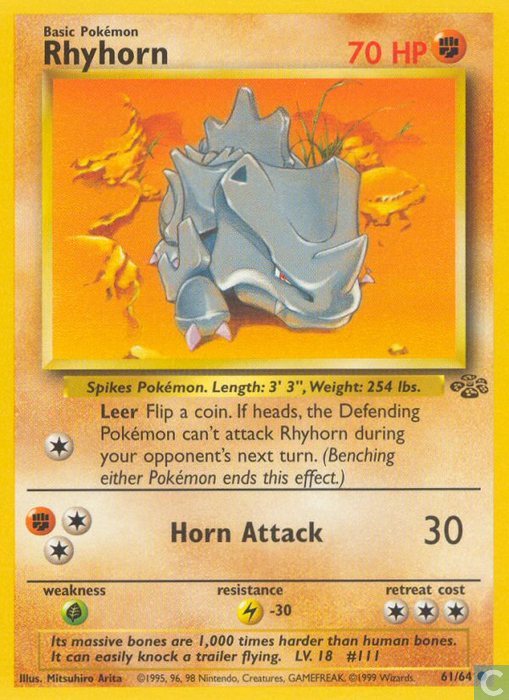 Basic Pokémon
Rhyhorn
70 HP
Spikes Pokémon. Length: 3' 3", Weight: 254 lbs.
Leer Flip a coin. If heads, the Defending
Pokémon can't attack Rhyhorn during
your opponent's next turn. (Benching
either Pokémon ends this effect.)
Horn Attack 30
weakness resistance retreat cost
-30
Its massive bones are 1,000 times harder than human bones.
It can easily knock a trailer flying. LV. 18 #111
Illus. Mitsuhiro Arita ©1995, 96, 98 Nintendo, Creatures, GAMEFREAK. ©1999 Wizards. 61/64
C